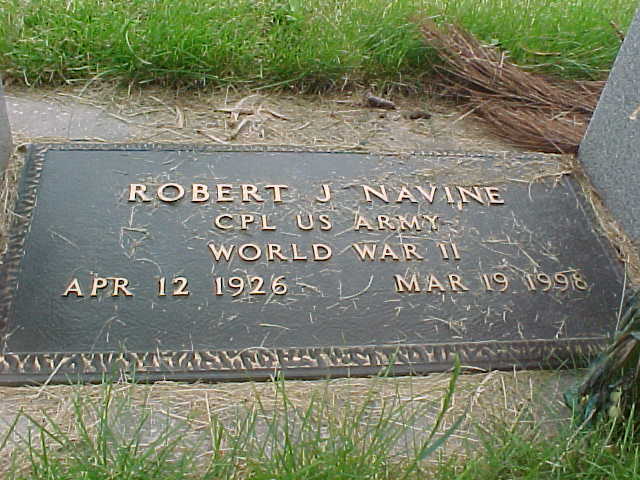 ROBERT J NAVINE
CPL US ARMY
WORLD WAR II
APR 12 1926 MAR 19 1998